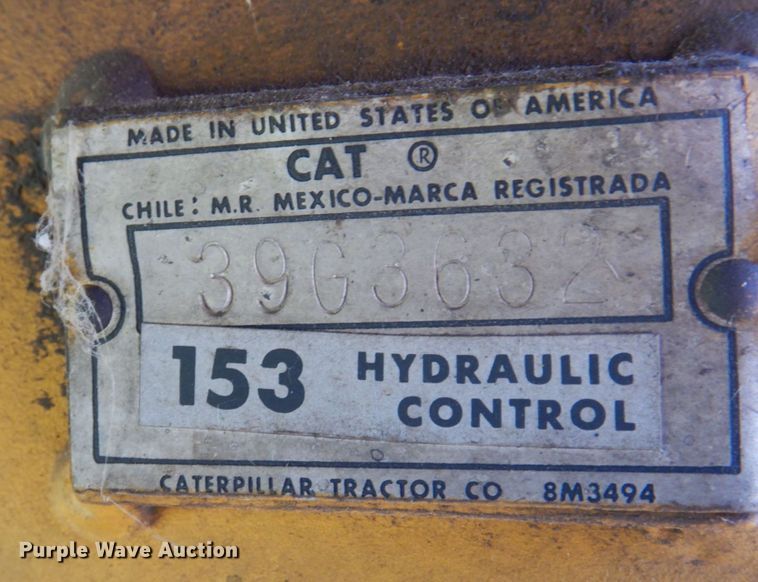 MADE IN UNITED STATES OF AMERICA
CAT ®
CHILE: M.R. MEXICO-MARCA REGISTRADA
39G3632
153 HYDRAULIC
CONTROL
CATERPILLAR TRACTOR CO 8M3494
Purple Wave Auction